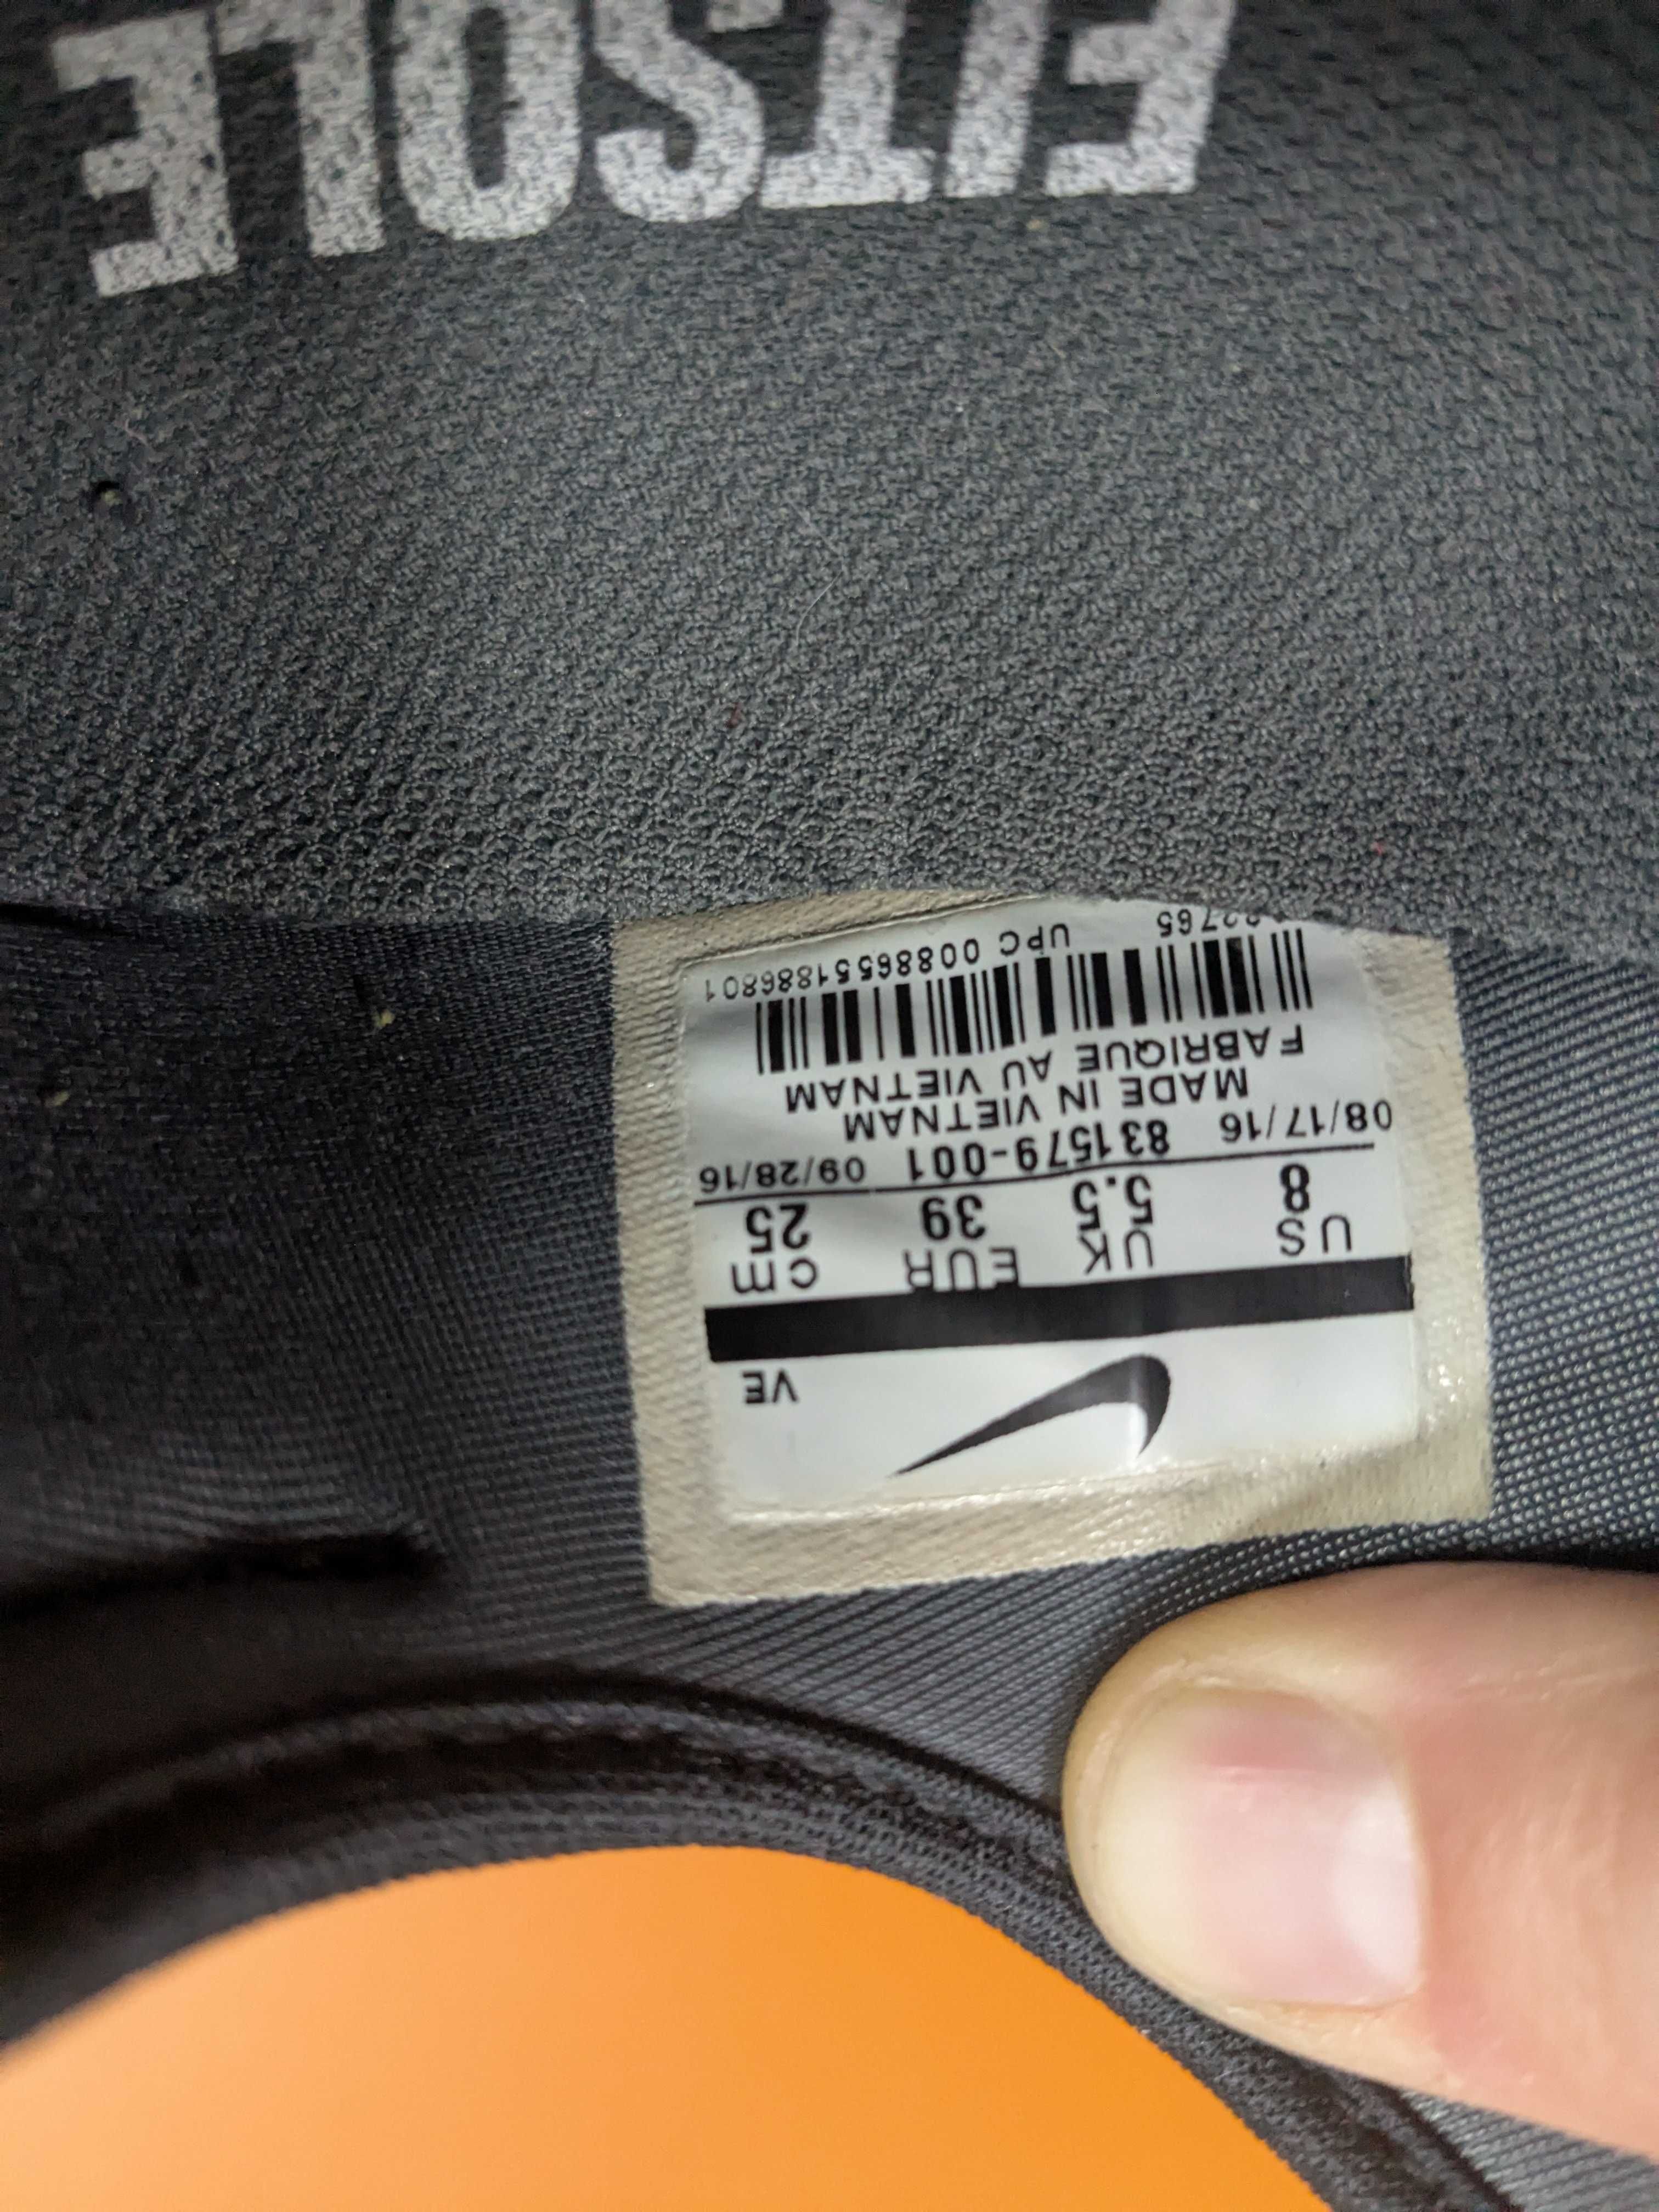 VE
US UK EUR cm
8 5.5 39 25
08/17/16 831579-001 09/28/16
MADE IN VIETNAM
FABRIQUE AU VIETNAM
UPC 00886551886801
FITSOLE